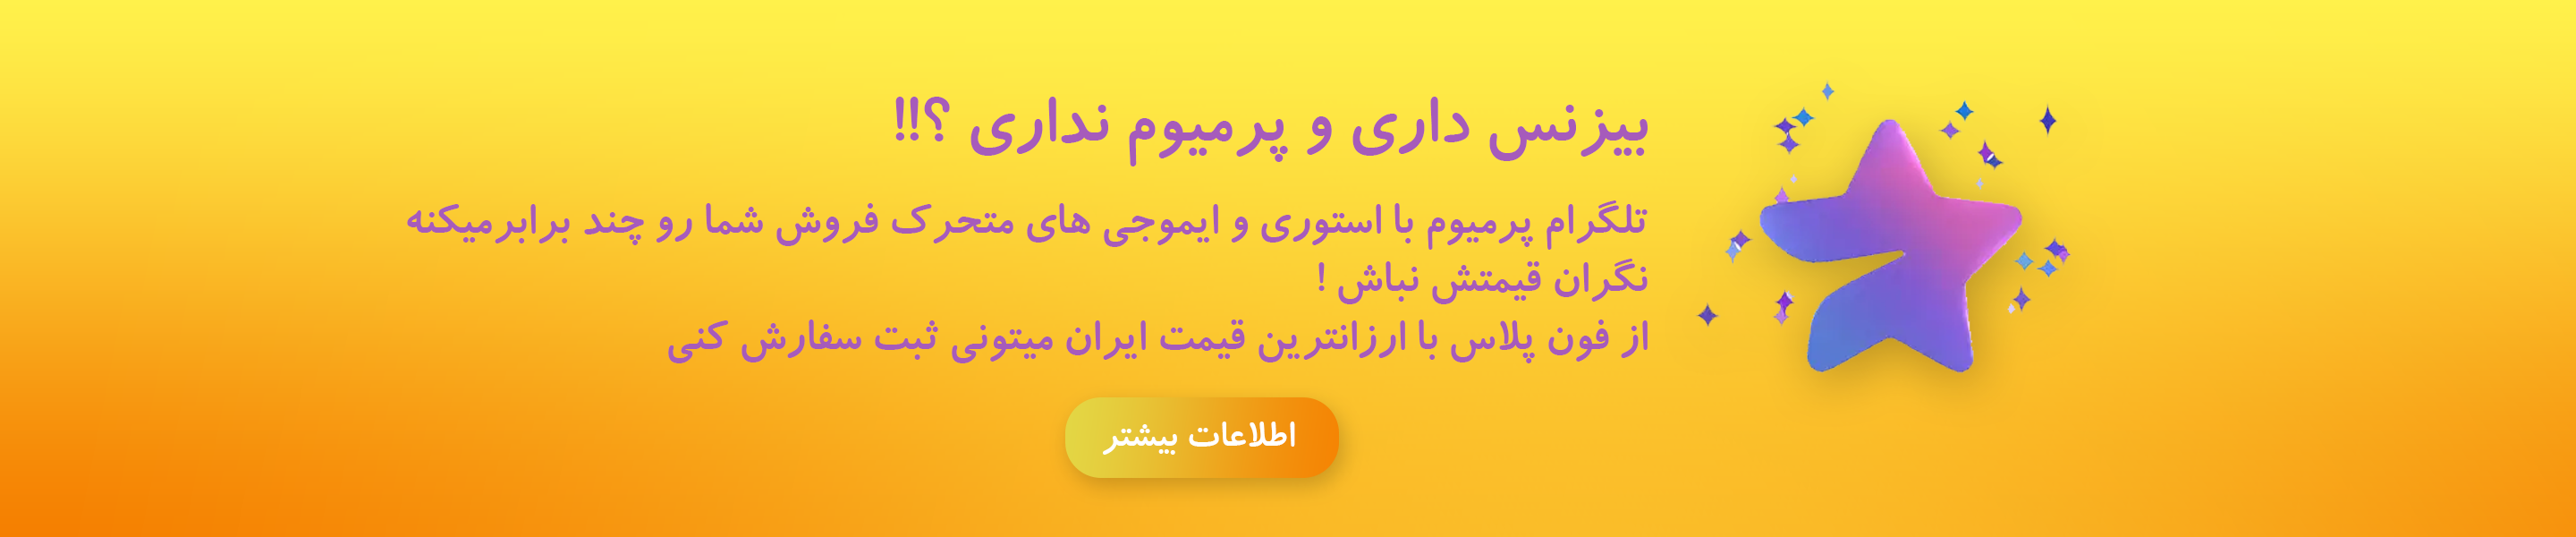 بیزنس داری و پرمیوم نداری ؟!!
تلگرام پرمیوم با استوری و ایموجی های متحرک فروش شما رو چند برابرمیکنه
نگران قیمتش نباش !
از فون پلاس با ارزانترین قیمت ایران میتونی ثبت سفارش کنی
اطلاعات بیشتر